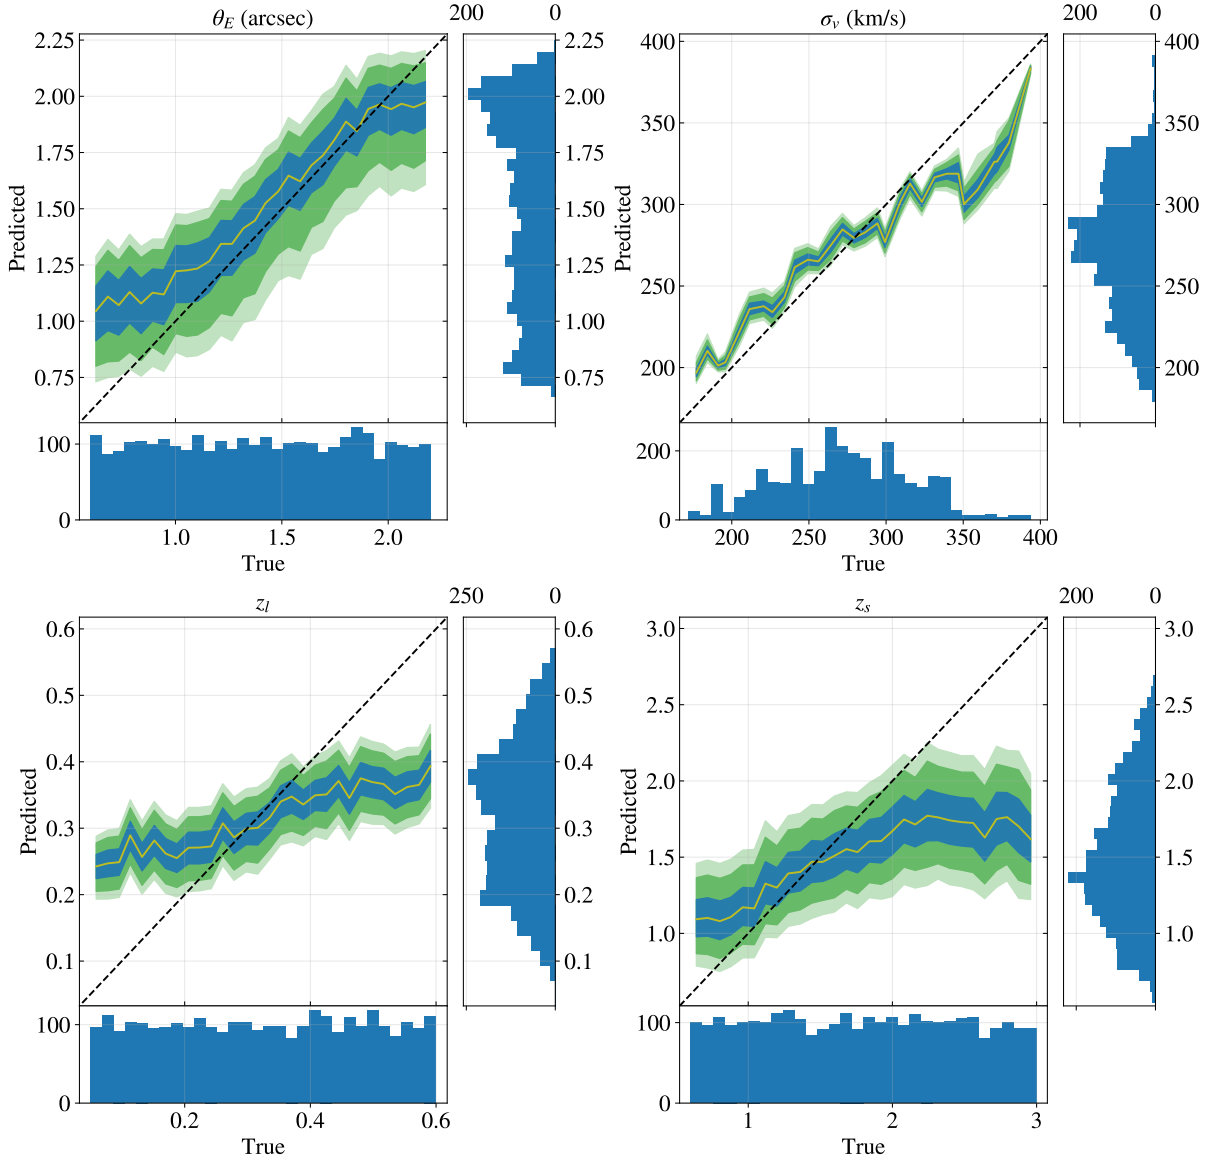 θ_E (arcsec)
200 0
σ_v (km/s)
200 0
2.25 2.25 400 400
2.00 2.00
1.75 1.75 350 350
1.50 1.50 300 300
1.25 1.25
1.00 1.00 250 250
0.75 0.75 200 200
Predicted
Predicted
100
0
200
0
1.0 1.5 2.0
200 250 300 350 400
True
True
z_l
250 0
z_s
200 0
0.6 0.6 3.0 3.0
0.5 0.5 2.5 2.5
0.4 0.4 2.0 2.0
0.3 0.3
0.2 0.2 1.5 1.5
0.1 0.1 1.0 1.0
Predicted
Predicted
100
0
100
0
0.2 0.4 0.6
1 2 3
True
True